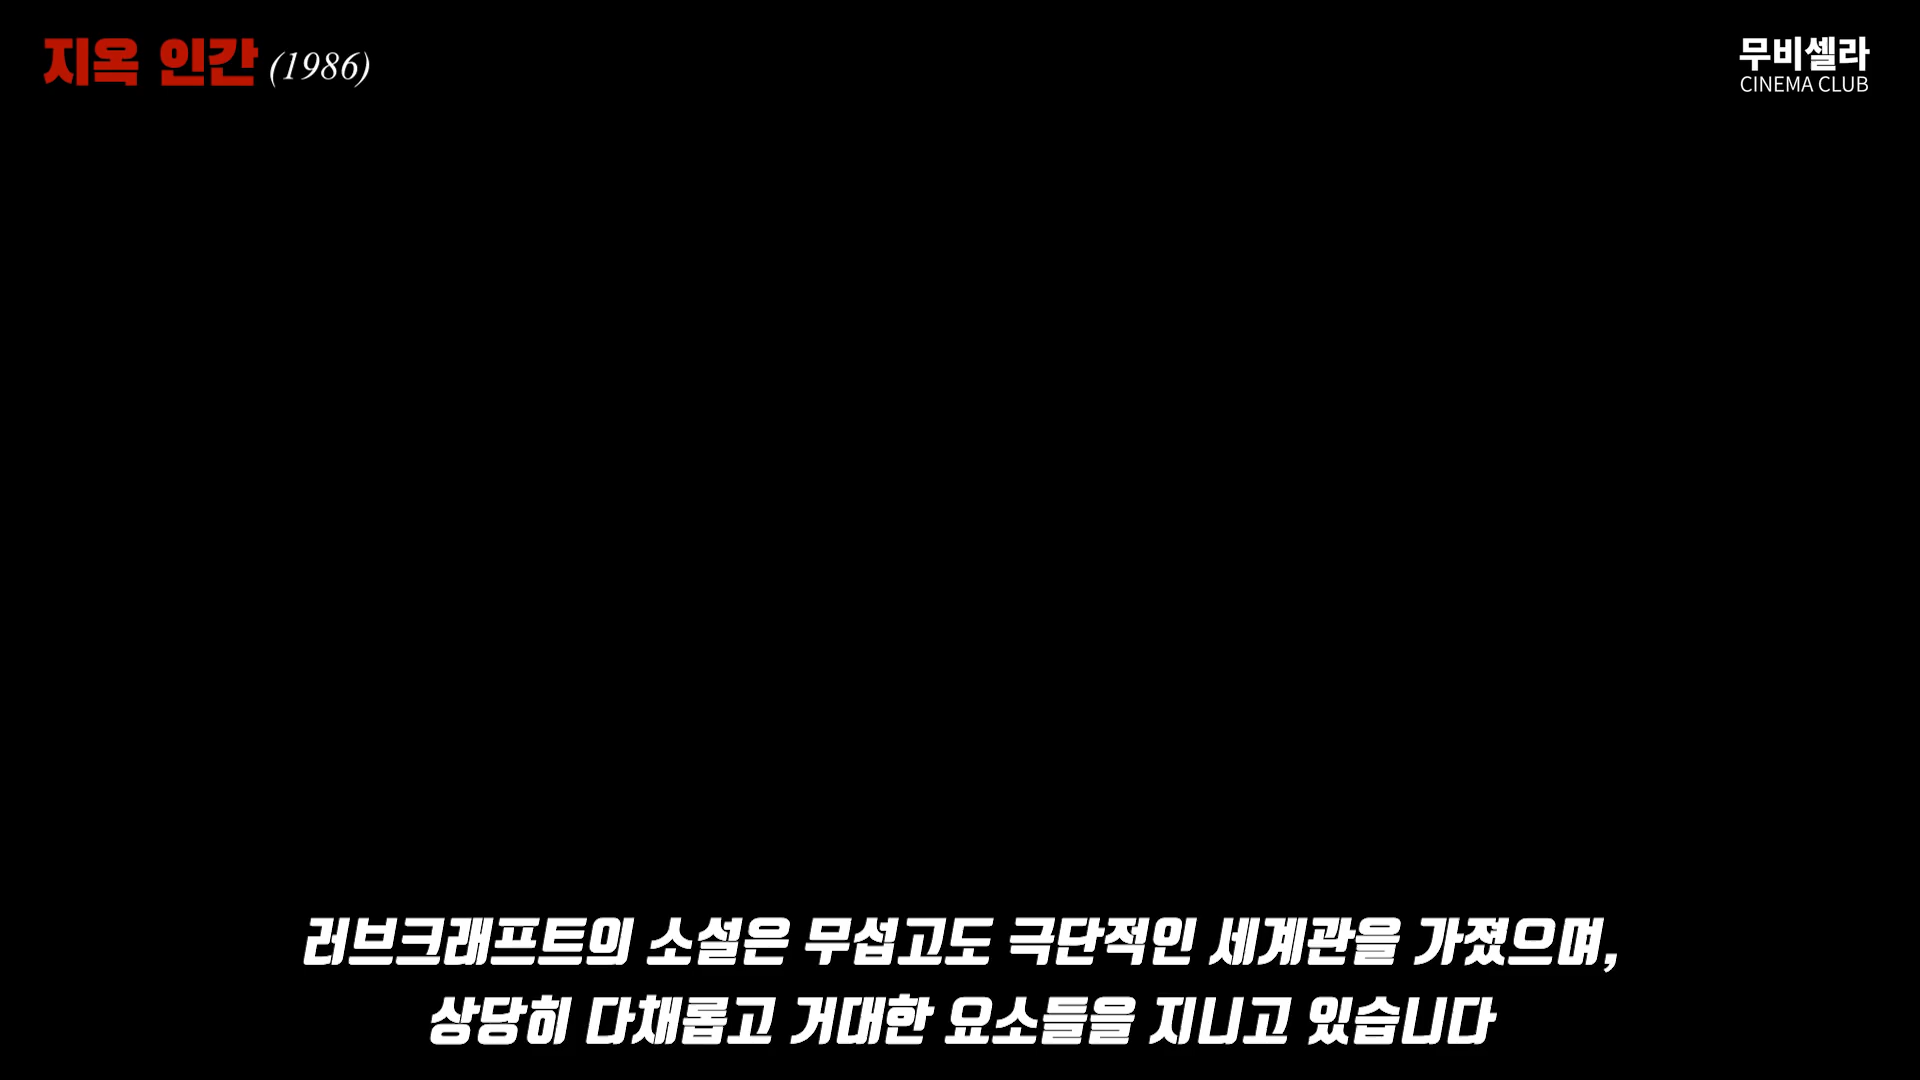 지옥 인간 (1986)
무비셀라
CINEMA CLUB
러브크래프트의 소설은 무섭고도 극단적인 세계관을 가졌으며,
상당히 다채롭고 거대한 요소들을 지니고 있습니다